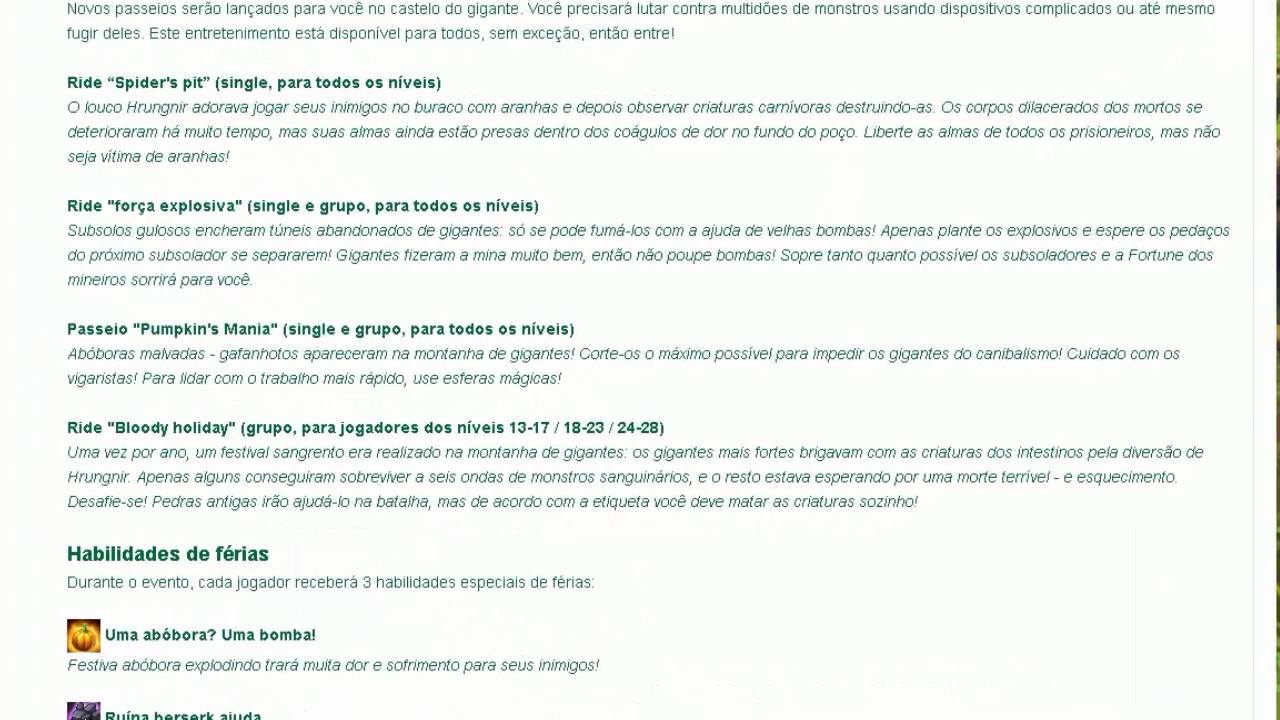 Novos passeios serão lançados para você no castelo do gigante. Você precisará lutar contra multidões de monstros usando dispositivos complicados ou até mesmo
fugir deles. Este entretenimento está disponível para todos, sem exceção, então entre!
Ride “Spider's pit” (single, para todos os níveis)
O louco Hrungnir adorava jogar seus inimigos no buraco com aranhas e depois observar criaturas carnívoras destruindo-as. Os corpos dilacerados dos mortos se
deterioraram há muito tempo, mas suas almas ainda estão presas dentro dos coágulos de dor no fundo do poço. Liberte as almas de todos os prisioneiros, mas não
seja vítima de aranhas!
Ride "força explosiva" (single e grupo, para todos os níveis)
Subsolos gulosos encheram túneis abandonados de gigantes: só se pode fumá-los com a ajuda de velhas bombas! Apenas plante os explosivos e espere os pedaços
do próximo subsolador se separarem! Gigantes fizeram a mina muito bem, então não poupe bombas! Sopre tanto quanto possível os subsoladores e a Fortune dos
mineiros sorrirá para você.
Passeio "Pumpkin's Mania" (single e grupo, para todos os níveis)
Abóboras malvadas - gafanhotos apareceram na montanha de gigantes! Corte-os o máximo possível para impedir os gigantes do canibalismo! Cuidado com os
vigaristas! Para lidar com o trabalho mais rápido, use esferas mágicas!
Ride "Bloody holiday" (grupo, para jogadores dos níveis 13-17 / 18-23 / 24-28)
Uma vez por ano, um festival sangrento era realizado na montanha de gigantes: os gigantes mais fortes brigavam com as criaturas dos intestinos pela diversão de
Hrungnir. Apenas alguns conseguiram sobreviver a seis ondas de monstros sanguinários, e o resto estava esperando por uma morte terrível - e esquecimento.
Desafie-se! Pedras antigas irão ajudá-lo na batalha, mas de acordo com a etiqueta você deve matar as criaturas sozinho!
Habilidades de férias
Durante o evento, cada jogador receberá 3 habilidades especiais de férias:
Uma abóbora? Uma bomba!
Festiva abóbora explodindo trará muita dor e sofrimento para seus inimigos!
Ruína berserk ajuda